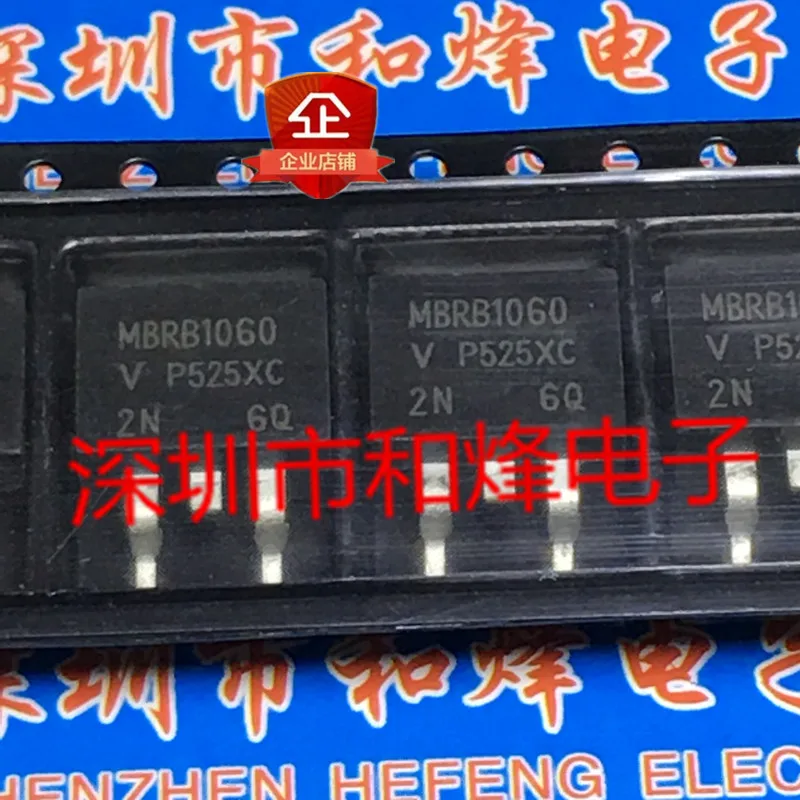 深圳市和烽电子
企
企业店铺
MBRB1060
V P525XC
2N 6Q
MBRB1060
V P525XC
2N 6Q
MBRB1
V P52
2N
深圳市和烽电子
深圳市和烽电子
SHENZHEN HEFENG ELEC